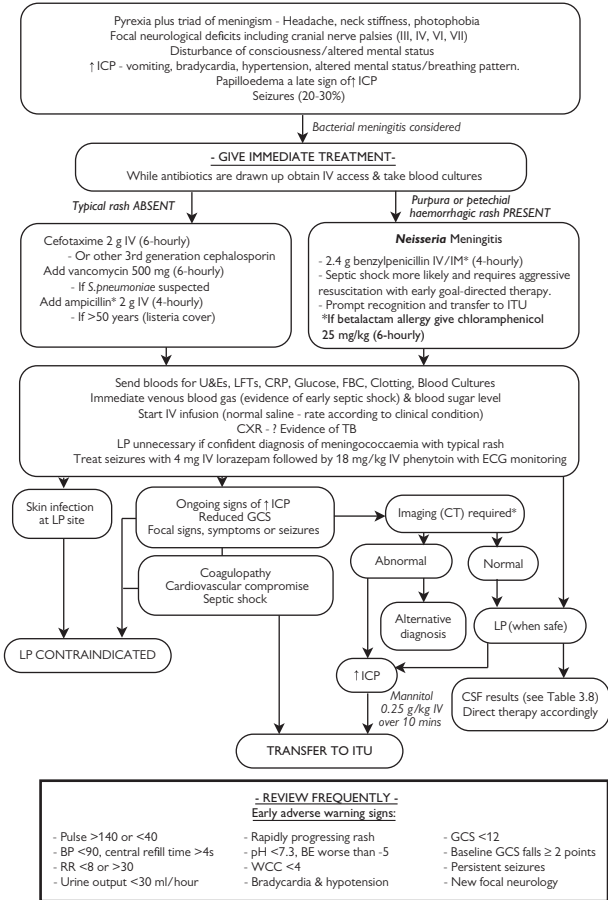 Pyrexia plus triad of meningism - Headache, neck stiffness, photophobia
Focal neurological deficits including cranial nerve palsies (III, IV, VI, VII)
Disturbance of consciousness/altered mental status
↑ ICP - vomiting, bradycardia, hypertension, altered mental status/breathing pattern.
Papilloedema a late sign of↑ ICP
Seizures (20-30%)
Bacterial meningitis considered
- GIVE IMMEDIATE TREATMENT-
While antibiotics are drawn up obtain IV access & take blood cultures
Typical rash ABSENT
Purpura or petechial
haemorrhagic rash PRESENT
Cefotaxime 2 g IV (6-hourly)
- Or other 3rd generation cephalosporin
Add vancomycin 500 mg (6-hourly)
- If S.pneumoniae suspected
Add ampicillin* 2 g IV (4-hourly)
- If >50 years (listeria cover)
Neisseria Meningitis
- 2.4 g benzylpenicillin IV/IM* (4-hourly)
- Septic shock more likely and requires aggressive
resuscitation with early goal-directed therapy.
- Prompt recognition and transfer to ITU
*If betalactam allergy give chloramphenicol
25 mg/kg (6-hourly)
Send bloods for U&Es, LFTs, CRP, Glucose, FBC, Clotting, Blood Cultures
Immediate venous blood gas (evidence of early septic shock) & blood sugar level
Start IV infusion (normal saline - rate according to clinical condition)
CXR - ? Evidence of TB
LP unnecessary if confident diagnosis of meningococcaemia with typical rash
Treat seizures with 4 mg IV lorazepam followed by 18 mg/kg IV phenytoin with ECG monitoring
Skin infection
at LP site
Ongoing signs of ↑ ICP
Reduced GCS
Focal signs, symptoms or seizures
Imaging (CT) required*
Abnormal
Normal
Coagulopathy
Cardiovascular compromise
Septic shock
Alternative
diagnosis
LP (when safe)
LP CONTRAINDICATED
↑ ICP
Mannitol
0.25 g/kg IV
over 10 mins
CSF results (see Table 3.8)
Direct therapy accordingly
TRANSFER TO ITU
- REVIEW FREQUENTLY -
Early adverse warning signs:
- Pulse >140 or <40
- BP <90, central refill time >4s
- RR <8 or >30
- Urine output <30 ml/hour
- Rapidly progressing rash
- pH <7.3, BE worse than -5
- WCC <4
- Bradycardia & hypotension
- GCS <12
- Baseline GCS falls ≥ 2 points
- Persistent seizures
- New focal neurology